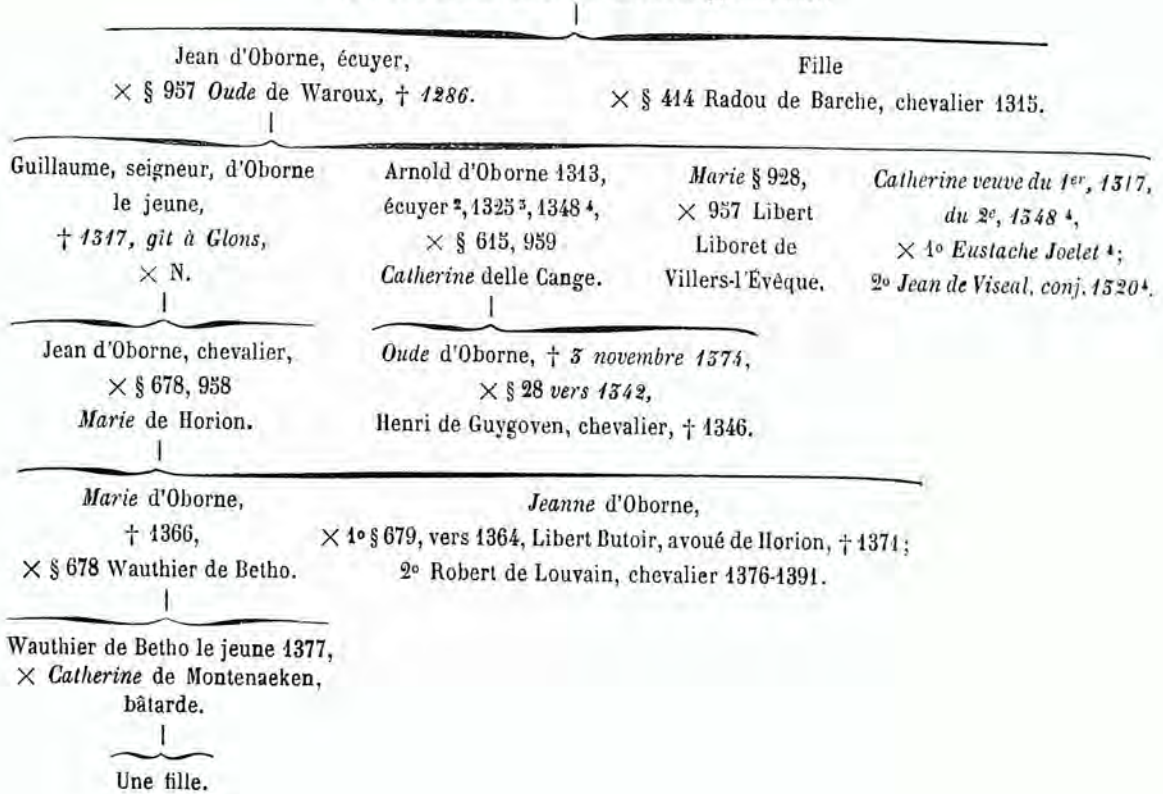 Jean d'Oborne, écuyer,
× § 957 Oude de Waroux, † 1286.
Fille
× § 414 Radou de Barche, chevalier 1315.
Guillaume, seigneur, d'Oborne
le jeune,
† 1317, gît à Glons,
× N.
Arnold d'Oborne 1313,
écuyer ², 1325 ³, 1348 ⁴,
× § 615, 959
Catherine delle Cange.
Marie § 928,
× 957 Libert
Liboret de
Villers-l'Évêque.
Catherine veuve du 1er, 1317,
du 2e, 1348 ⁴,
× 1º Eustache Joelet ⁴;
2º Jean de Viseal, conj. 1320⁴.
Jean d'Oborne, chevalier,
× § 678, 958
Marie de Horion.
Oude d'Oborne, † 3 novembre 1374,
× § 28 vers 1342,
Henri de Guygoven, chevalier, † 1346.
Marie d'Oborne,
† 1366,
× § 678 Wauthier de Betho.
Jeanne d'Oborne,
× 1º § 679, vers 1364, Libert Butoir, avoué de Horion, † 1371;
2º Robert de Louvain, chevalier 1376-1391.
Wauthier de Betho le jeune 1377,
× Catherine de Montenaeken,
bâtarde.
Une fille.